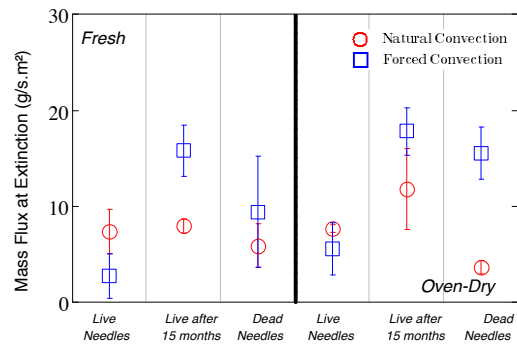 30
20
10
0
Mass Flux at Extinction (g/s.m²)
Fresh
Natural Convection
Forced Convection
Oven-Dry
Live
Needles
Live after
15 months
Dead
Needles
Live
Needles
Live after
15 months
Dead
Needles